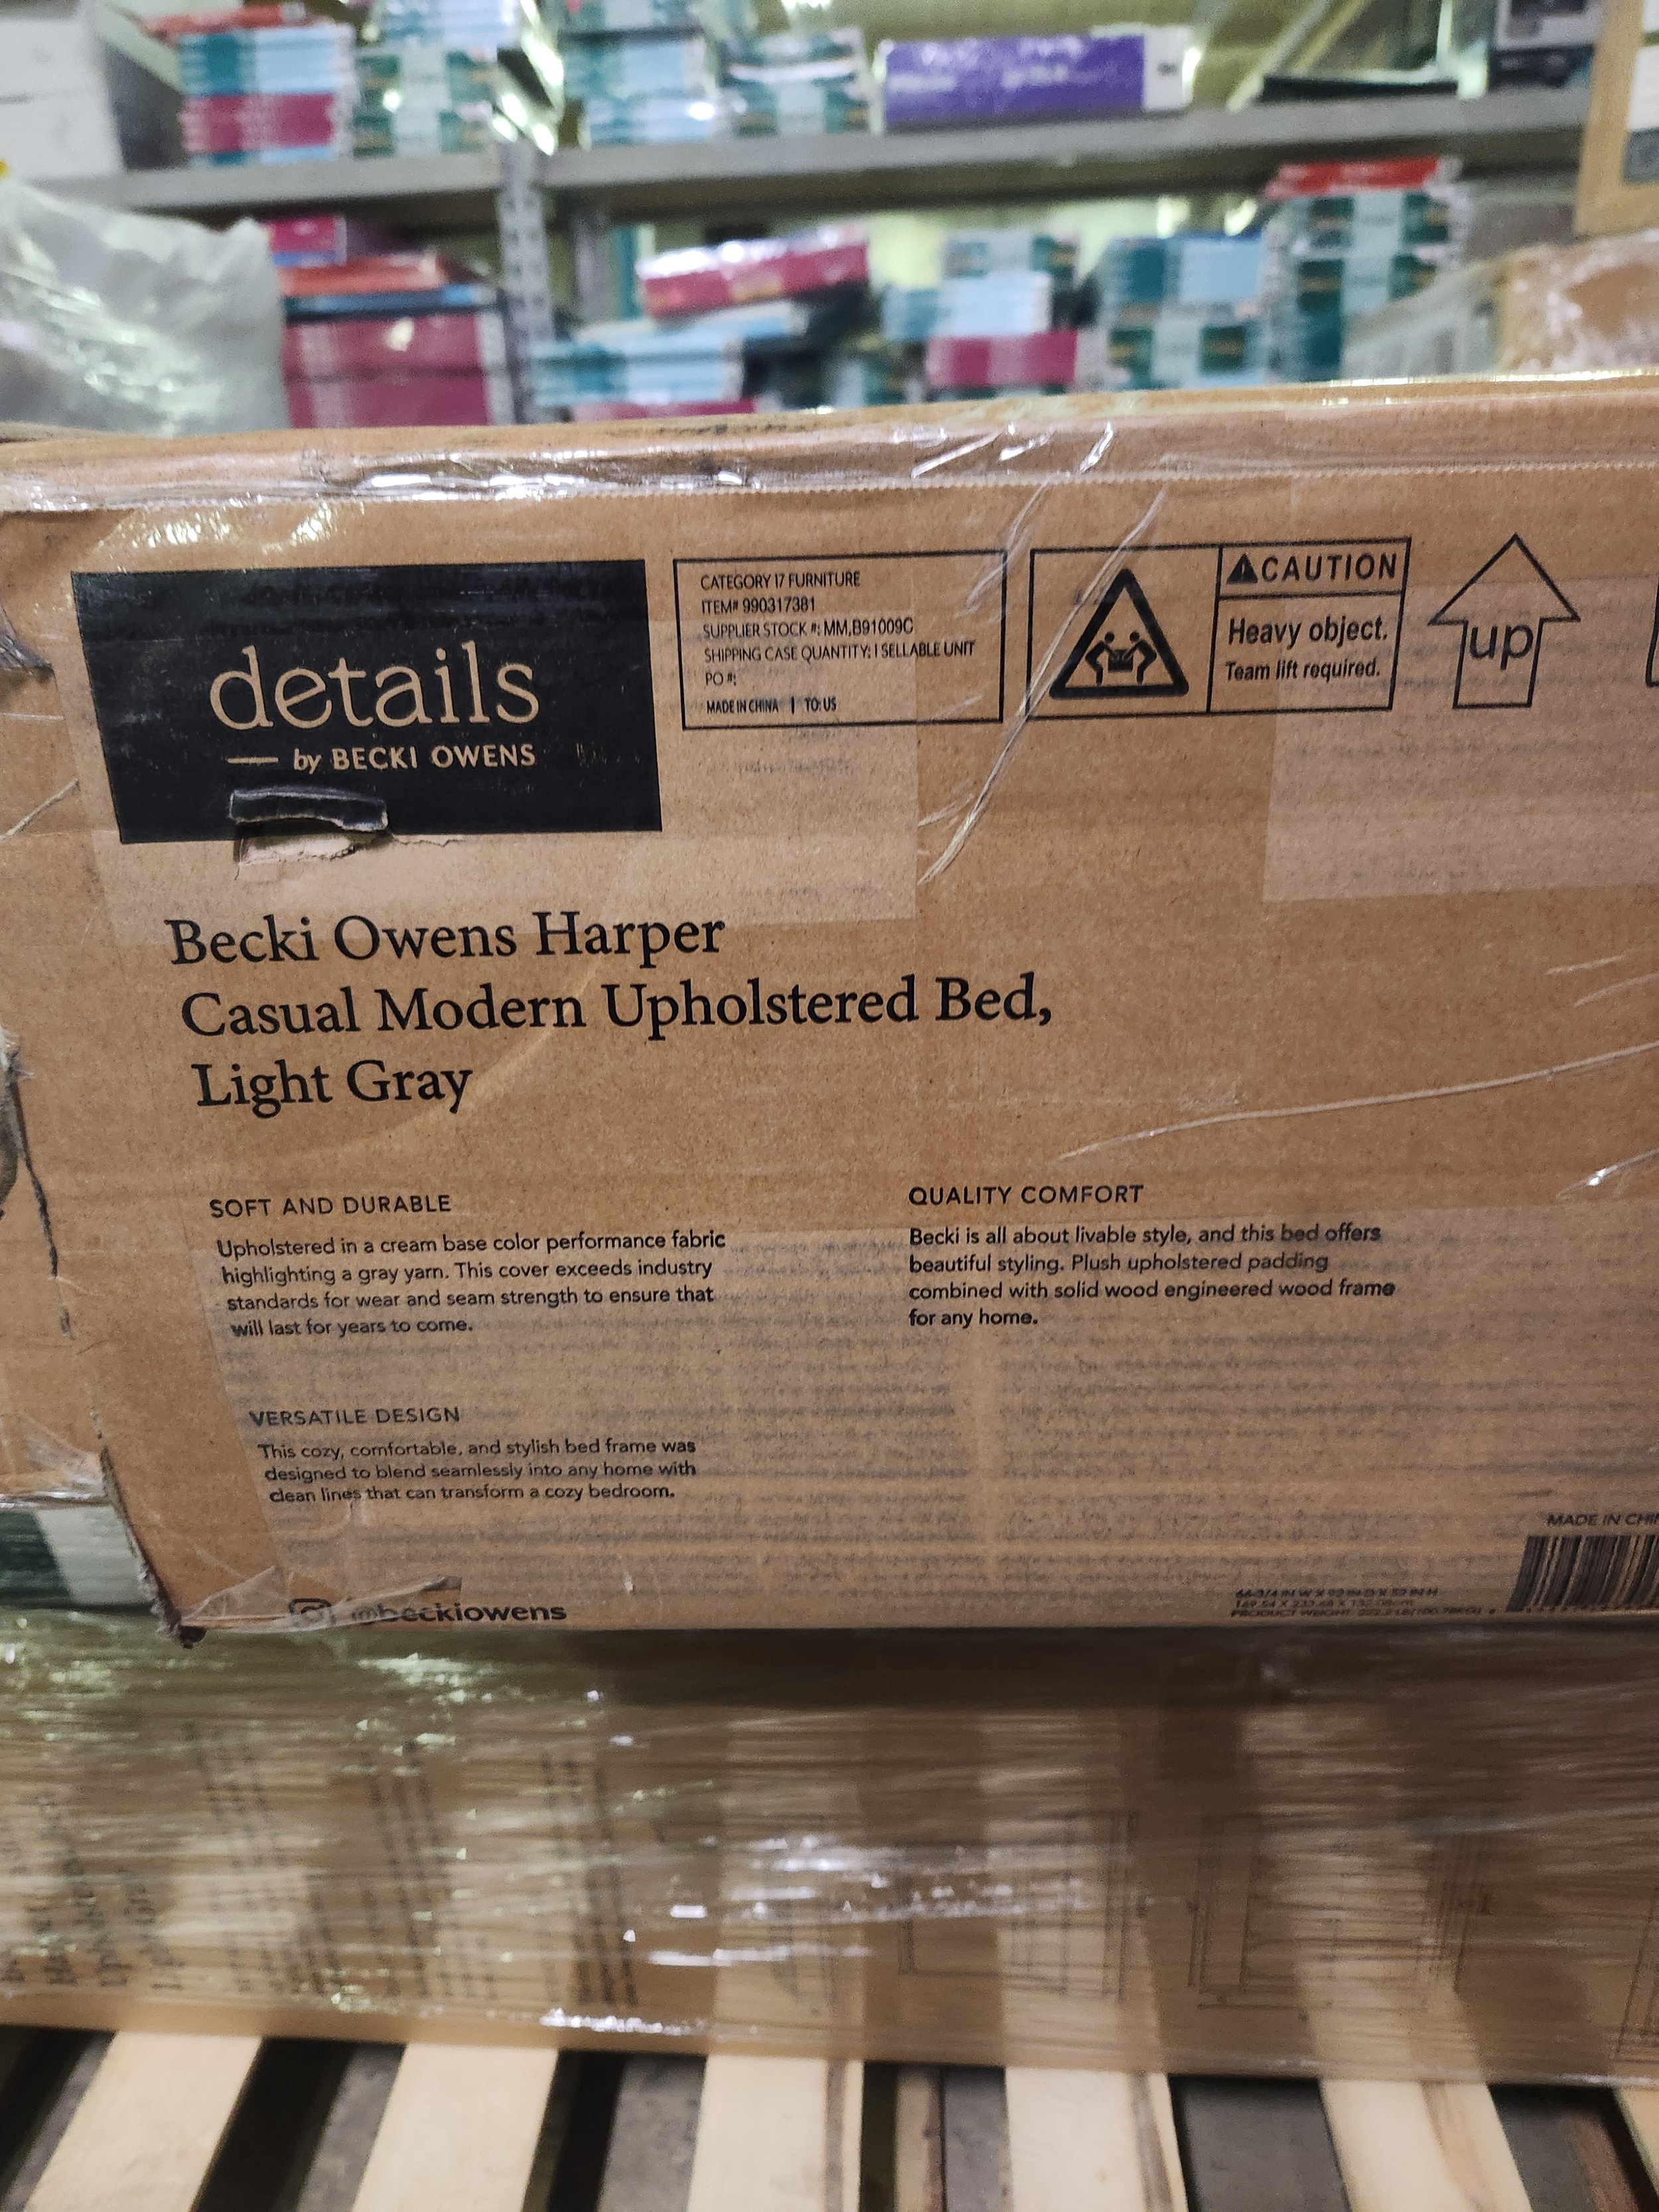 details
by BECKI OWENS
CATEGORY 17 FURNITURE
ITEM# 990317381
SUPPLIER STOCK #: MM,B91009C
SHIPPING CASE QUANTITY: 1 SELLABLE UNIT
PO #:
MADE IN CHINA | TO: US
CAUTION
Heavy object.
Team lift required.
up
Becki Owens Harper
Casual Modern Upholstered Bed,
Light Gray
SOFT AND DURABLE
Upholstered in a cream base color performance fabric
highlighting a gray yarn. This cover exceeds industry
standards for wear and seam strength to ensure that
will last for years to come.
QUALITY COMFORT
Becki is all about livable style, and this bed offers
beautiful styling. Plush upholstered padding
combined with solid wood engineered wood frame
for any home.
VERSATILE DESIGN
This cozy, comfortable, and stylish bed frame was
designed to blend seamlessly into any home with
clean lines that can transform a cozy bedroom.
@beckiowens
MADE IN CHI